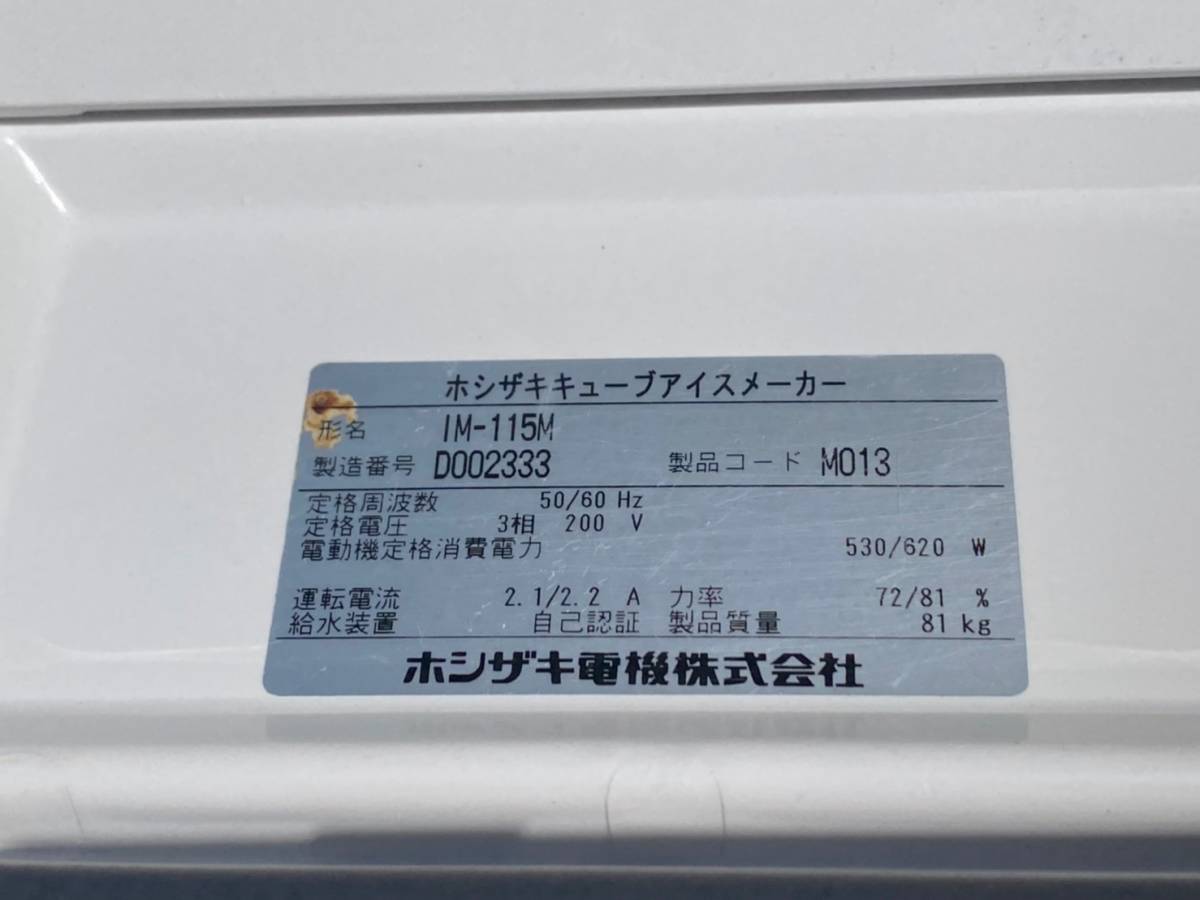 ホシザキキューブアイスメーカー
形名 IM-115M
製造番号 D002333 製品コード M013
定格周波数 50/60 Hz
定格電圧 3相 200 V
電動機定格消費電力 530/620 W
運転電流 2.1/2.2 A 力率 72/81 %
給水装置 自己認証 製品質量 81 kg
ホシザキ電機株式会社